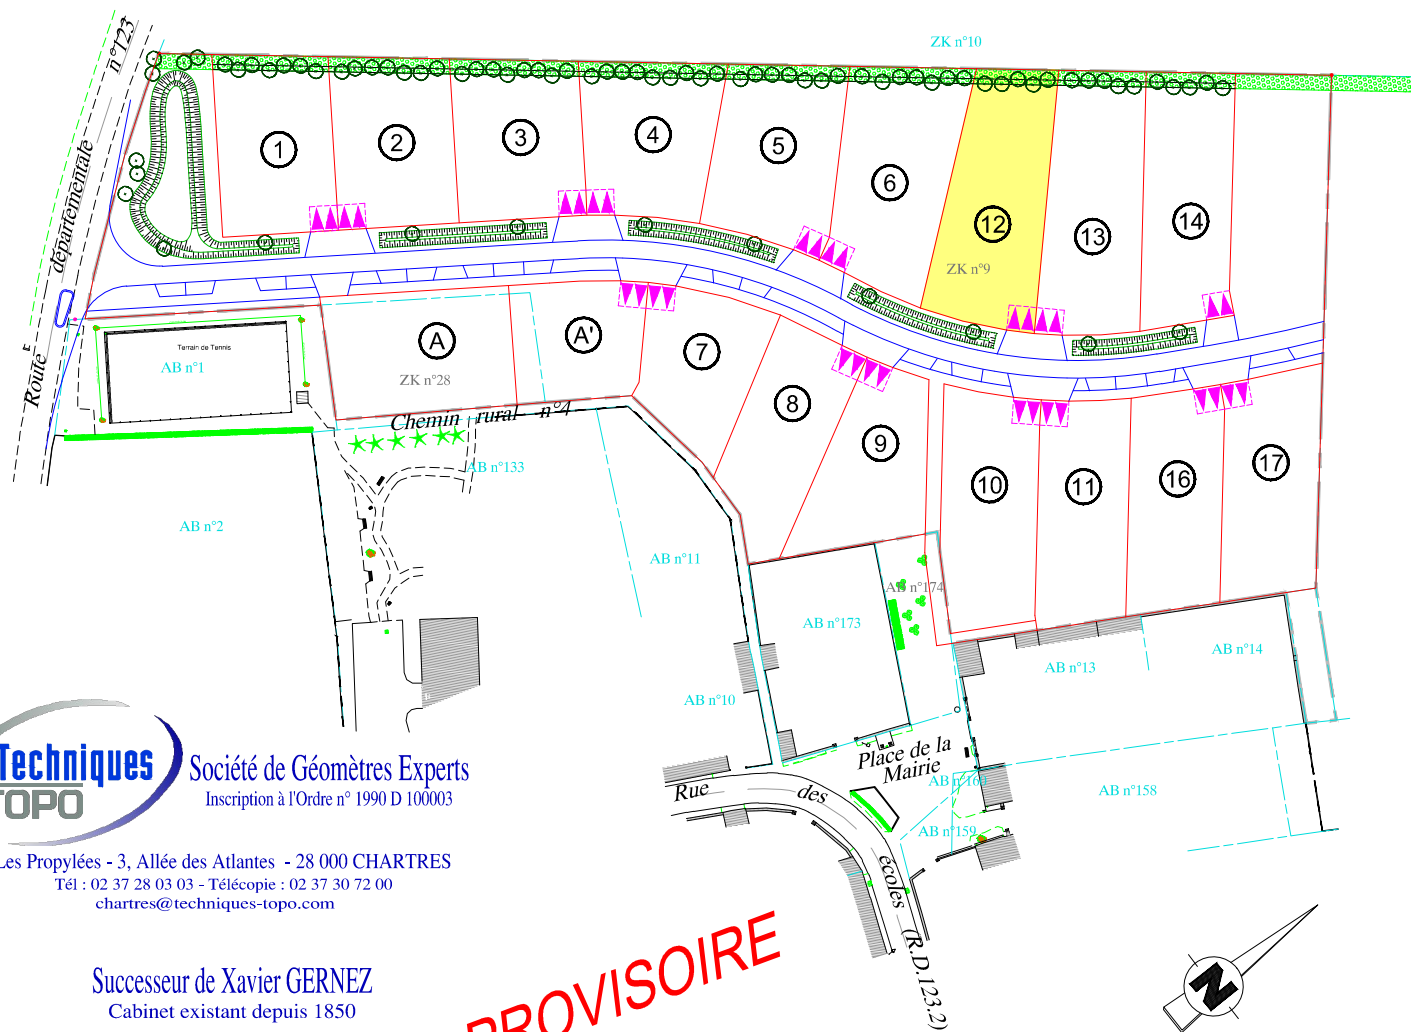 ZK n°10
n°123
départementale
Route
1
2
3
4
5
6
12
13
14
ZK n°9
Terrain de Tennis
AB n°1
A
A'
7
8
9
10
11
16
17
ZK n°28
Chemin rural n°4
AB n°133
AB n°2
AB n°11
AB n°174
AB n°173
AB n°13
AB n°14
AB n°10
Place de la
Mairie
AB n°160
AB n°158
AB n°159
Rue des écoles (R.D.123.2)
Techniques
TOPO
Société de Géomètres Experts
Inscription à l'Ordre n° 1990 D 100003
Les Propylées - 3, Allée des Atlantes - 28 000 CHARTRES
Tél : 02 37 28 03 03 - Télécopie : 02 37 30 72 00
chartres@techniques-topo.com
Successeur de Xavier GERNEZ
Cabinet existant depuis 1850
PROVISOIRE
N